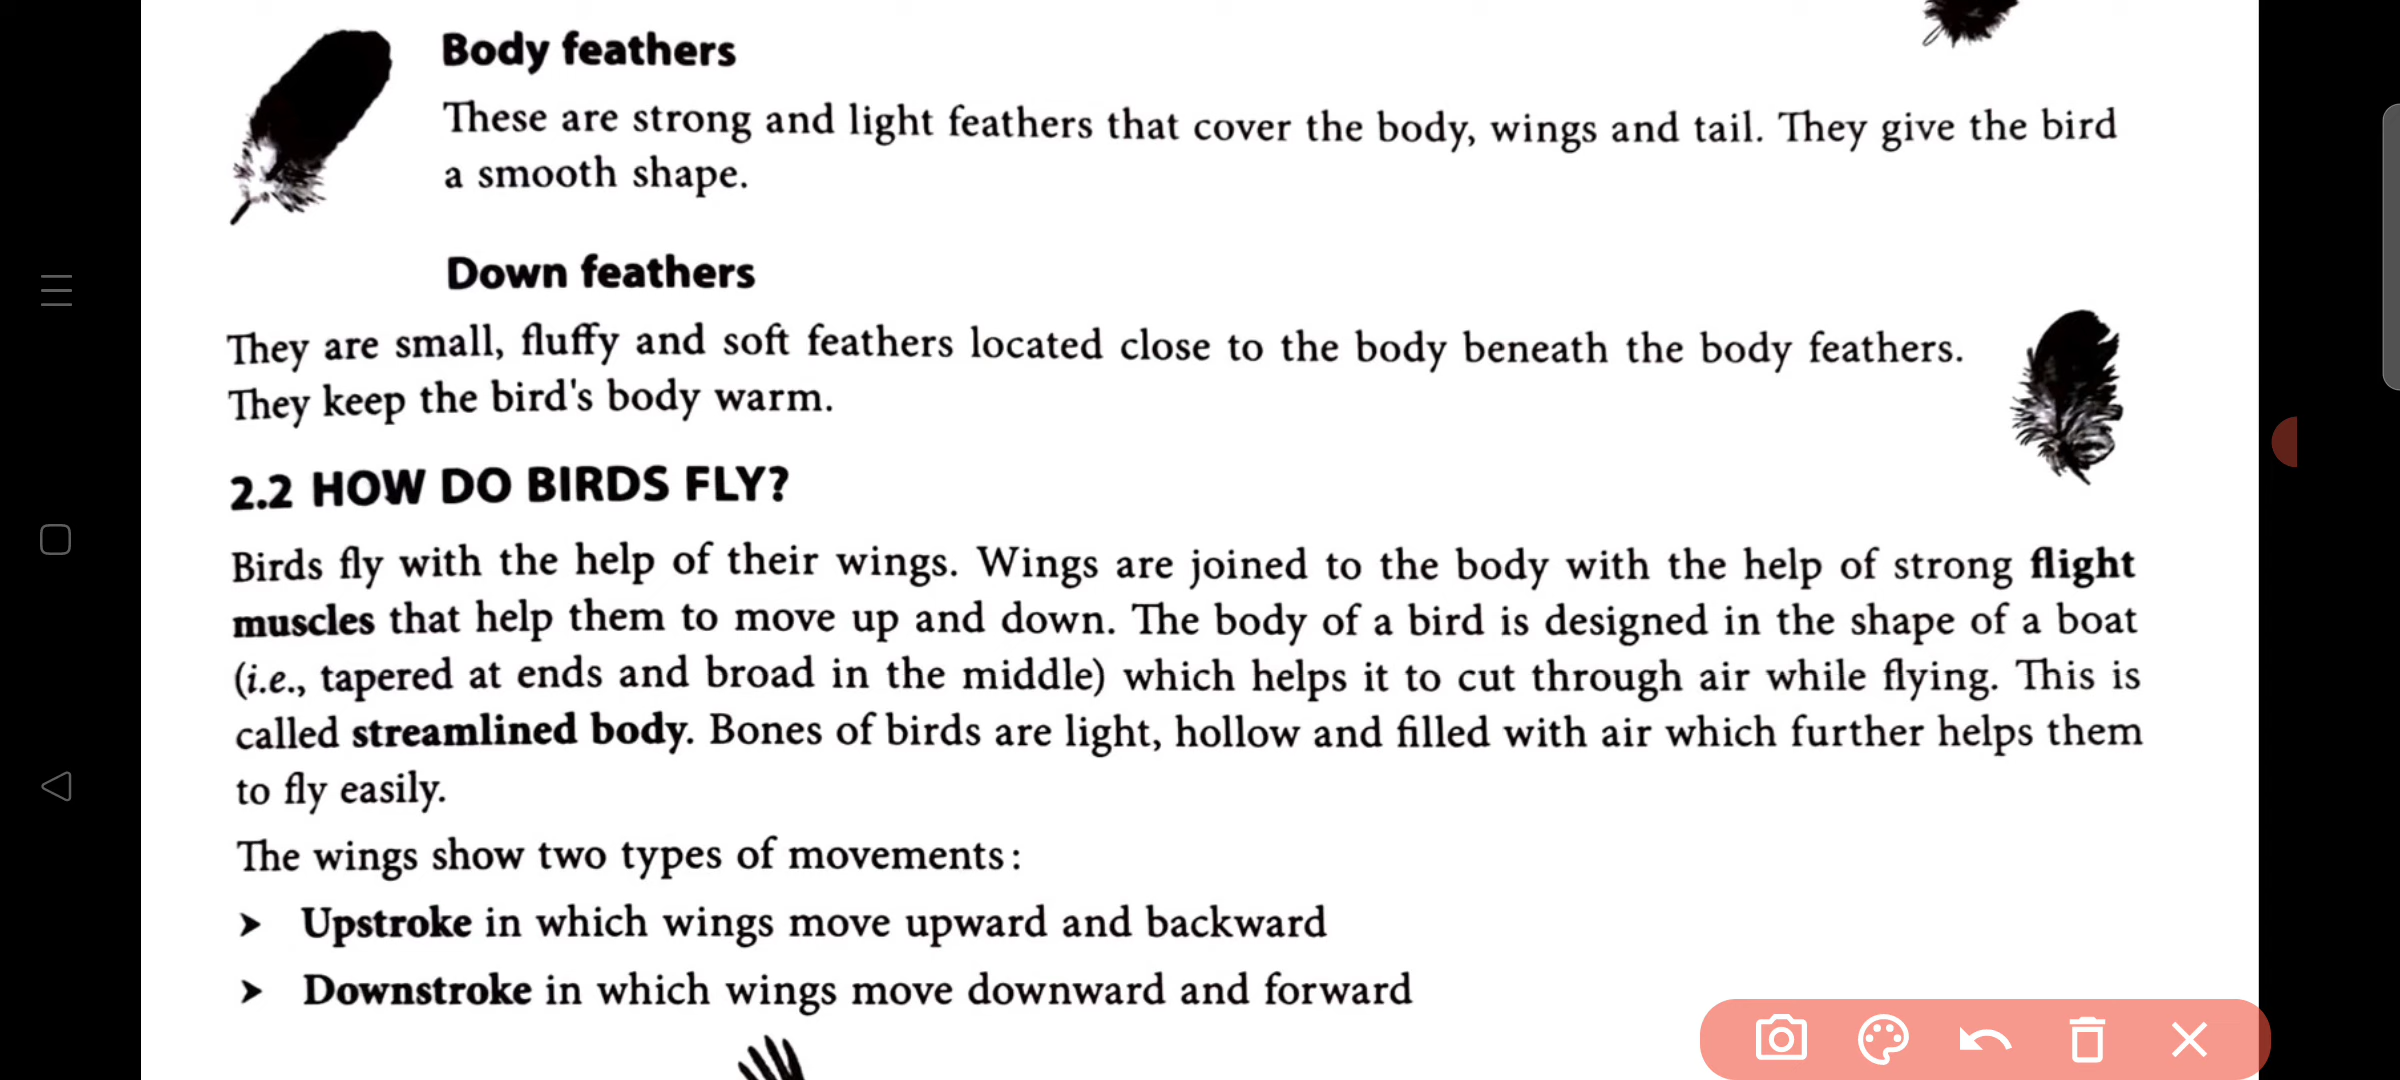 Body feathers
These are strong and light feathers that cover the body, wings and tail. They give the bird
a smooth shape.
Down feathers
They are small, fluffy and soft feathers located close to the body beneath the body feathers.
They keep the bird's body warm.
2.2 HOW DO BIRDS FLY?
Birds fly with the help of their wings. Wings are joined to the body with the help of strong flight
muscles that help them to move up and down. The body of a bird is designed in the shape of a boat
(i.e., tapered at ends and broad in the middle) which helps it to cut through air while flying. This is
called streamlined body. Bones of birds are light, hollow and filled with air which further helps them
to fly easily.
The wings show two types of movements:
➤ Upstroke in which wings move upward and backward
➤ Downstroke in which wings move downward and forward